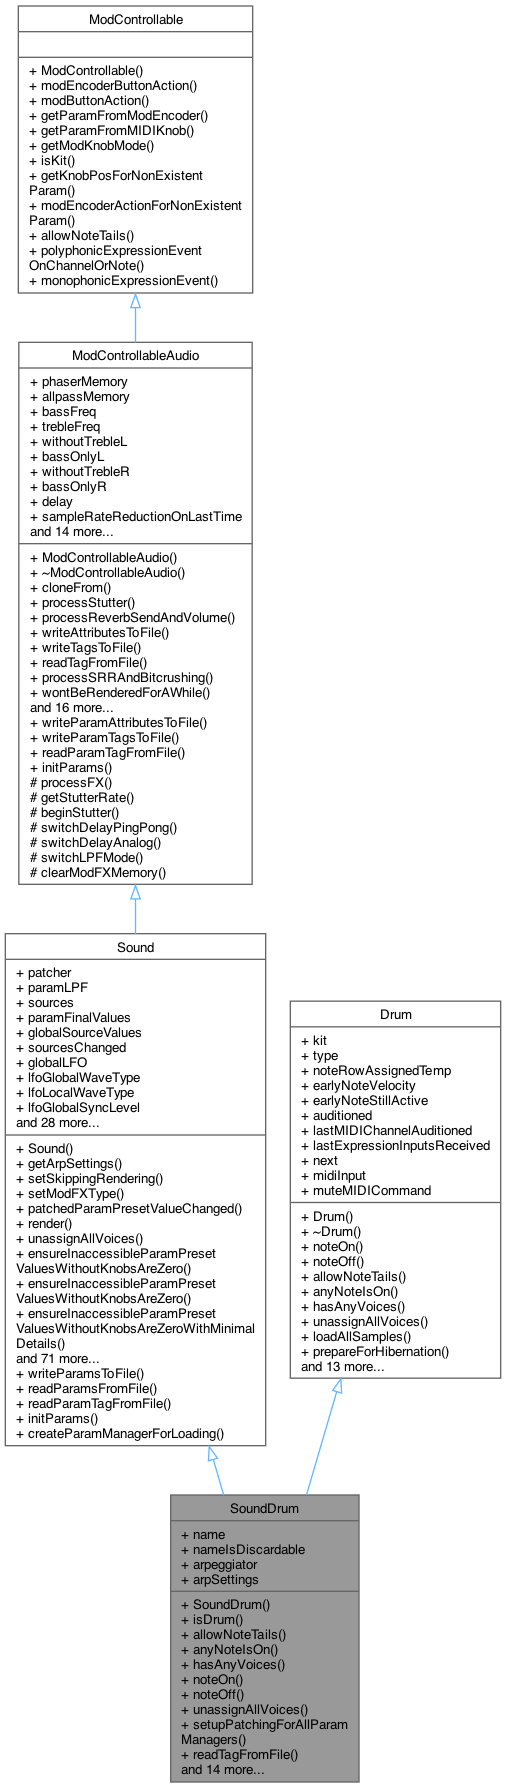 ModControllable
+ ModControllable()
+ modEncoderButtonAction()
+ modButtonAction()
+ getParamFromModEncoder()
+ getParamFromMIDIKnob()
+ getModKnobMode()
+ isKit()
+ getKnobPosForNonExistent
Param()
+ modEncoderActionForNonExistent
Param()
+ allowNoteTails()
+ polyphonicExpressionEvent
OnChannelOrNote()
+ monophonicExpressionEvent()
ModControllableAudio
+ phaserMemory
+ allpassMemory
+ bassFreq
+ trebleFreq
+ withoutTrebleL
+ bassOnlyL
+ withoutTrebleR
+ bassOnlyR
+ delay
+ sampleRateReductionOnLastTime
and 14 more...
+ ModControllableAudio()
+ ~ModControllableAudio()
+ cloneFrom()
+ processStutter()
+ processReverbSendAndVolume()
+ writeAttributesToFile()
+ writeTagsToFile()
+ readTagFromFile()
+ processSRRAndBitcrushing()
+ wontBeRenderedForAWhile()
and 16 more...
+ writeParamAttributesToFile()
+ writeParamTagsToFile()
+ readParamTagFromFile()
+ initParams()
# processFX()
# getStutterRate()
# beginStutter()
# switchDelayPingPong()
# switchDelayAnalog()
# switchLPFMode()
# clearModFXMemory()
Sound
+ patcher
+ paramLPF
+ sources
+ paramFinalValues
+ globalSourceValues
+ sourcesChanged
+ globalLFO
+ lfoGlobalWaveType
+ lfoLocalWaveType
+ lfoGlobalSyncLevel
and 28 more...
+ Sound()
+ getArpSettings()
+ setSkippingRendering()
+ setModFXType()
+ patchedParamPresetValueChanged()
+ render()
+ unassignAllVoices()
+ ensureInaccessibleParamPreset
ValuesWithoutKnobsAreZero()
+ ensureInaccessibleParamPreset
ValuesWithoutKnobsAreZero()
+ ensureInaccessibleParamPreset
ValuesWithoutKnobsAreZeroWithMinimal
Details()
and 71 more...
+ writeParamsToFile()
+ readParamsFromFile()
+ readParamTagFromFile()
+ initParams()
+ createParamManagerForLoading()
Drum
+ kit
+ type
+ noteRowAssignedTemp
+ earlyNoteVelocity
+ earlyNoteStillActive
+ auditioned
+ lastMIDIChannelAuditioned
+ lastExpressionInputsReceived
+ next
+ midiInput
+ muteMIDICommand
+ Drum()
+ ~Drum()
+ noteOn()
+ noteOff()
+ allowNoteTails()
+ anyNoteIsOn()
+ hasAnyVoices()
+ unassignAllVoices()
+ loadAllSamples()
+ prepareForHibernation()
and 13 more...
SoundDrum
+ name
+ nameIsDiscardable
+ arpeggiator
+ arpSettings
+ SoundDrum()
+ isDrum()
+ allowNoteTails()
+ anyNoteIsOn()
+ hasAnyVoices()
+ noteOn()
+ noteOff()
+ unassignAllVoices()
+ setupPatchingForAllParam
Managers()
+ readTagFromFile()
and 14 more...